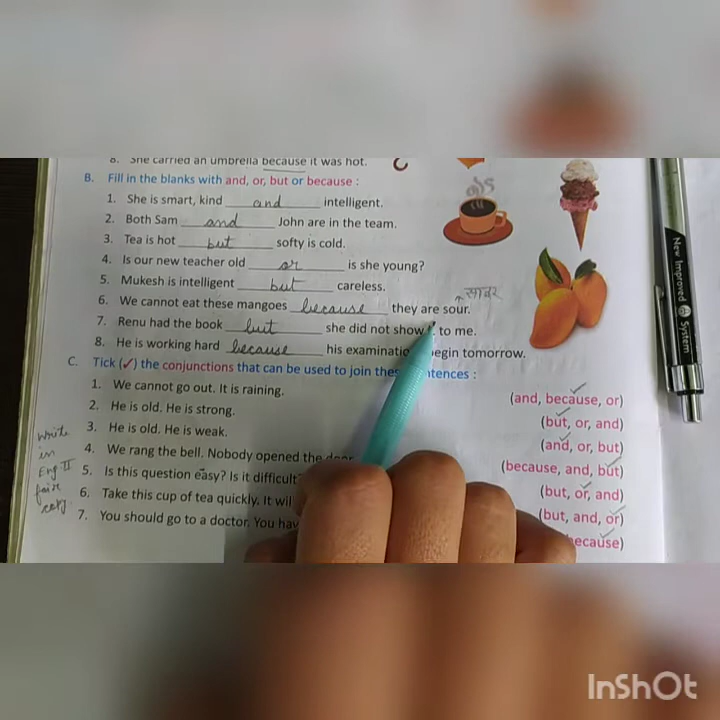 8. She carried an umbrella because it was hot.
B. Fill in the blanks with and, or, but or because :
1. She is smart, kind and intelligent.
2. Both Sam and John are in the team.
3. Tea is hot but softy is cold.
4. Is our new teacher old or is she young?
5. Mukesh is intelligent but careless.
सावर
6. We cannot eat these mangoes because they are sour.
7. Renu had the book but she did not show to me.
8. He is working hard because his examination begin tomorrow.
C. Tick (✓) the conjunctions that can be used to join these sentences :
1. We cannot go out. It is raining. (and, because, or)
2. He is old. He is strong. (but, or, and)
3. He is old. He is weak. (and, or, but)
4. We rang the bell. Nobody opened the (because, and, but)
5. Is this question easy? Is it difficult (but, or, and)
6. Take this cup of tea quickly. It wil (but, and, or)
7. You should go to a doctor. You hav because)
write
in
Eng II
fair
copy.
New Improved System
InShOt